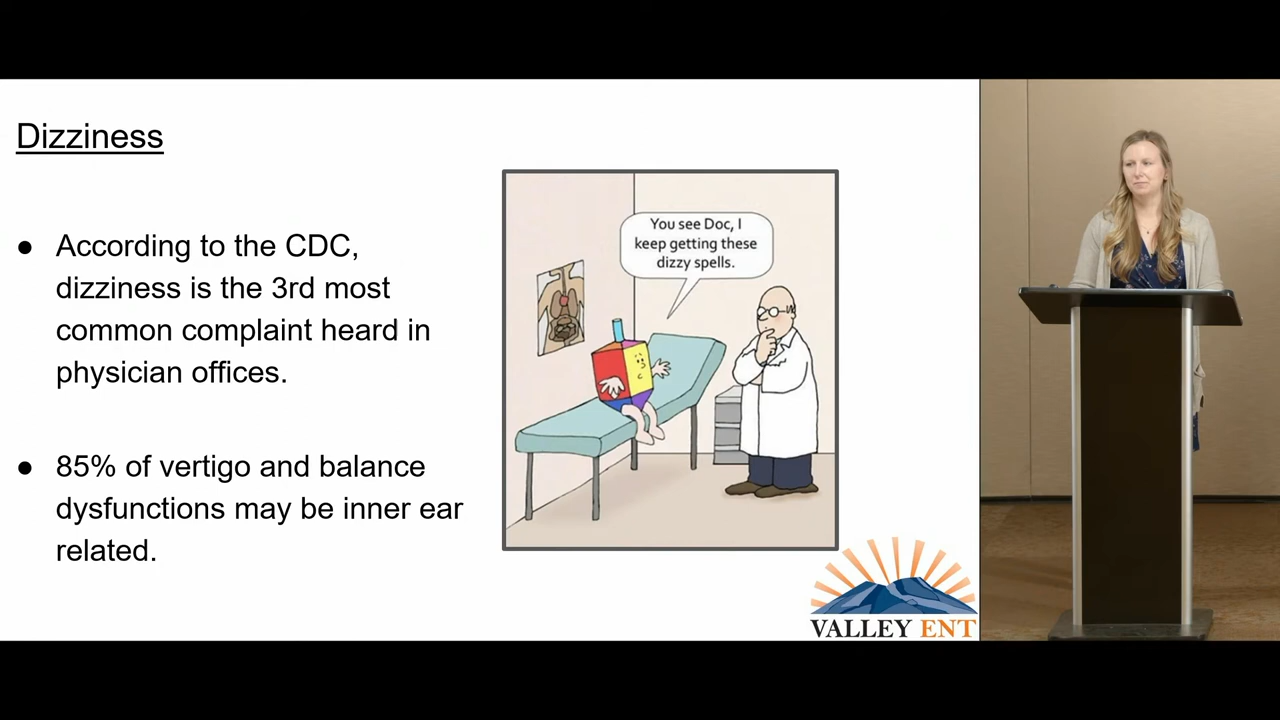 Dizziness
● According to the CDC,
dizziness is the 3rd most
common complaint heard in
physician offices.
● 85% of vertigo and balance
dysfunctions may be inner ear
related.
You see Doc, I
keep getting these
dizzy spells.
VALLEY ENT